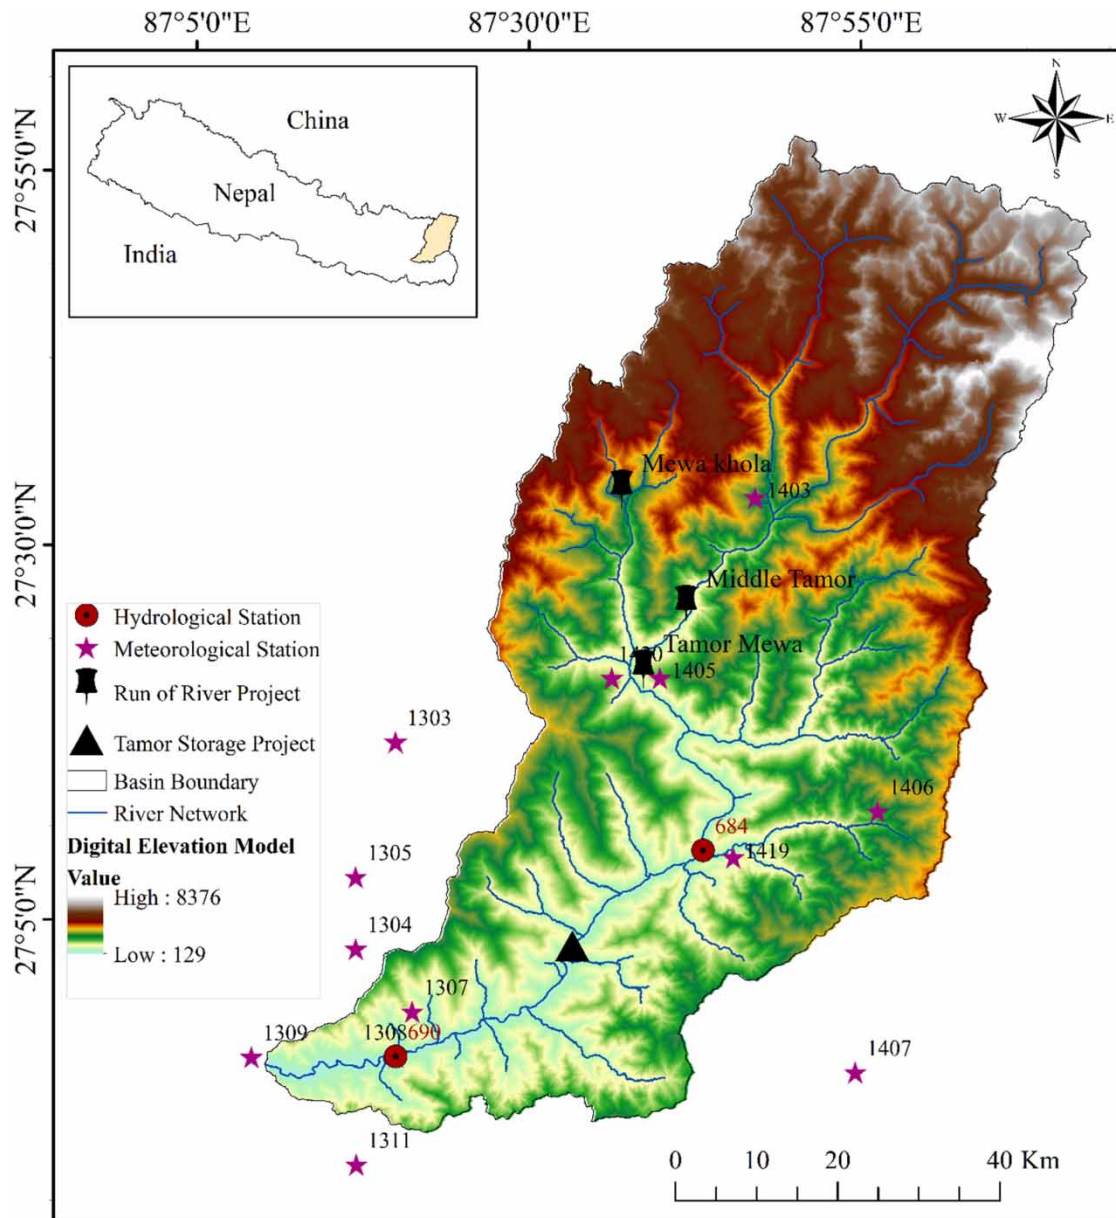 87°5'0"E
87°30'0"E
87°55'0"E
27°55'0"N
27°30'0"N
27°5'0"N
China
Nepal
India
N
W
E
S
Mewa khola
1403
Middle Tamor
Tamor Mewa
1420
1405
1303
1406
684
1419
1305
1304
1307
1309
1308
690
1407
1311
Hydrological Station
Meteorological Station
Run of River Project
Tamor Storage Project
Basin Boundary
River Network
Digital Elevation Model
Value
High : 8376
Low : 129
0 10 20 40 Km